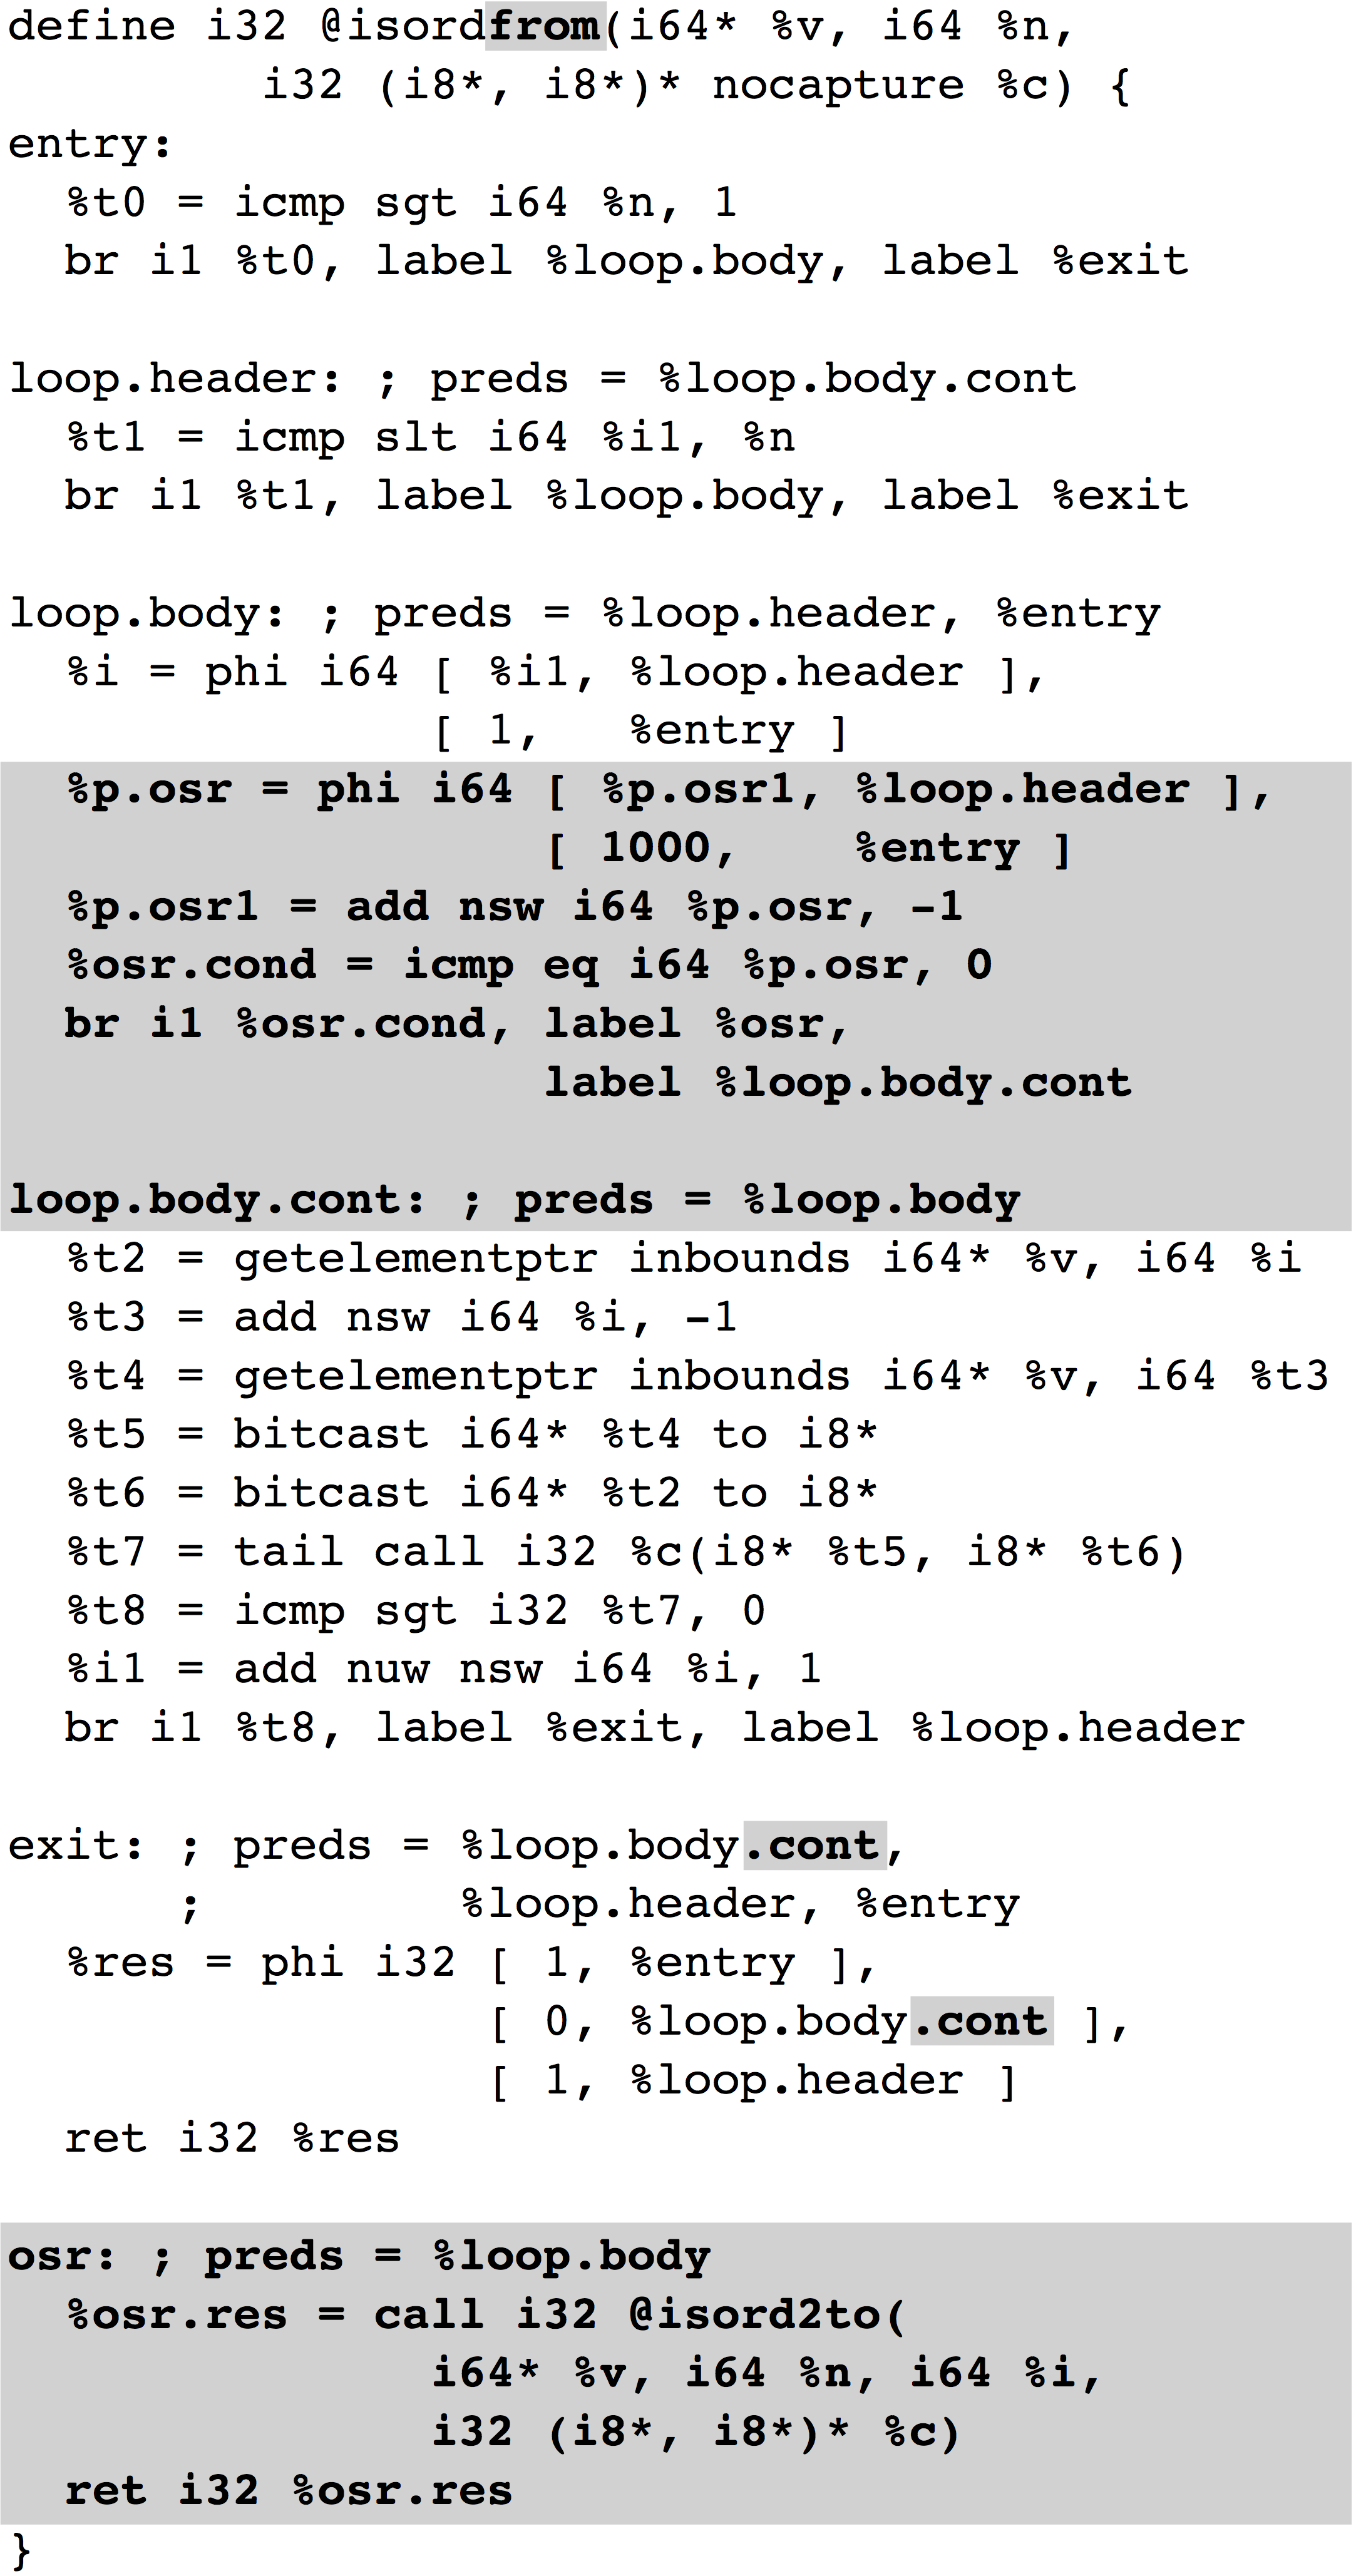 define i32 @isordfrom(i64* %v, i64 %n,
i32 (i8*, i8*)* nocapture %c) {
entry:
%t0 = icmp sgt i64 %n, 1
br i1 %t0, label %loop.body, label %exit
loop.header: ; preds = %loop.body.cont
%t1 = icmp slt i64 %i1, %n
br i1 %t1, label %loop.body, label %exit
loop.body: ; preds = %loop.header, %entry
%i = phi i64 [ %i1, %loop.header ],
[ 1, %entry ]
%p.osr = phi i64 [ %p.osr1, %loop.header ],
[ 1000, %entry ]
%p.osr1 = add nsw i64 %p.osr, -1
%osr.cond = icmp eq i64 %p.osr, 0
br i1 %osr.cond, label %osr,
label %loop.body.cont
loop.body.cont: ; preds = %loop.body
%t2 = getelementptr inbounds i64* %v, i64 %i
%t3 = add nsw i64 %i, -1
%t4 = getelementptr inbounds i64* %v, i64 %t3
%t5 = bitcast i64* %t4 to i8*
%t6 = bitcast i64* %t2 to i8*
%t7 = tail call i32 %c(i8* %t5, i8* %t6)
%t8 = icmp sgt i32 %t7, 0
%i1 = add nuw nsw i64 %i, 1
br i1 %t8, label %exit, label %loop.header
exit: ; preds = %loop.body.cont,
; %loop.header, %entry
%res = phi i32 [ 1, %entry ],
[ 0, %loop.body.cont ],
[ 1, %loop.header ]
ret i32 %res
osr: ; preds = %loop.body
%osr.res = call i32 @isord2to(
i64* %v, i64 %n, i64 %i,
i32 (i8*, i8*)* %c)
ret i32 %osr.res
}